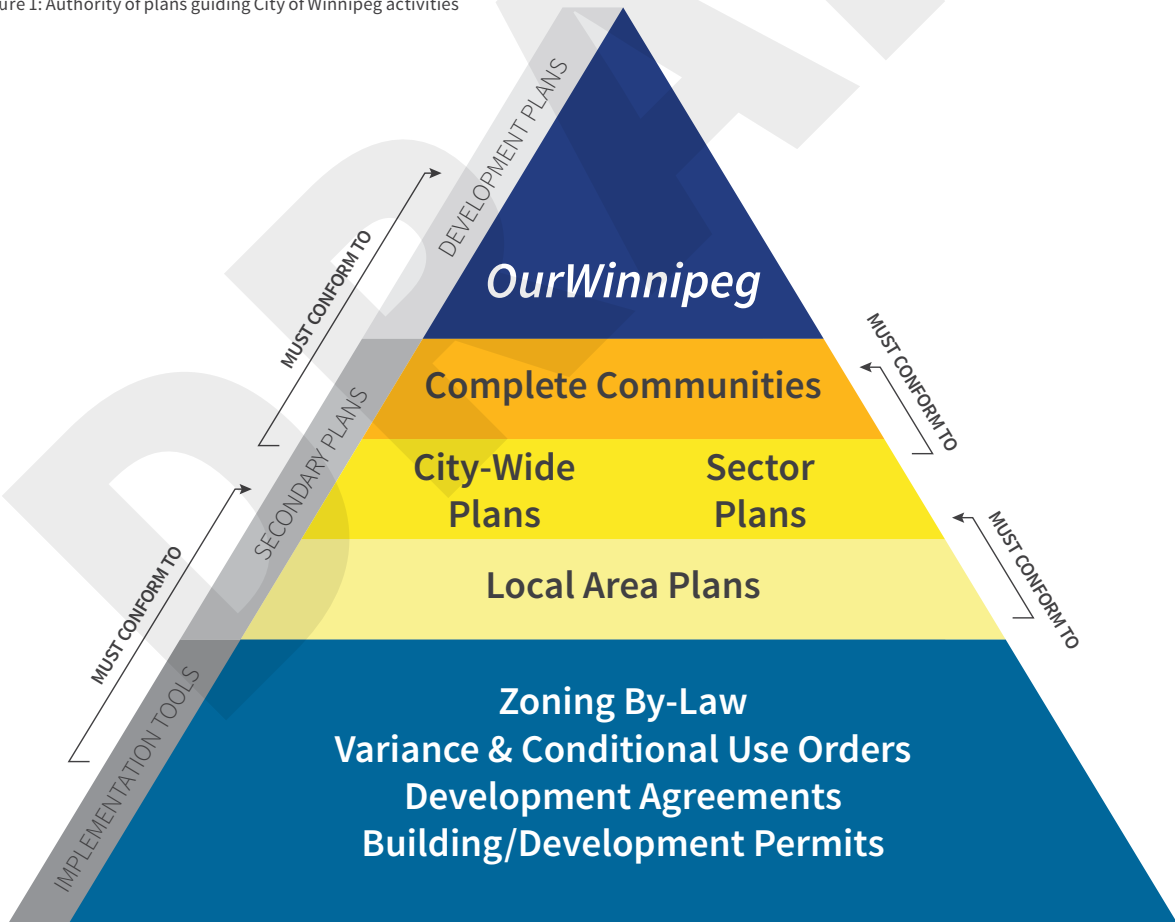 ure 1: Authority of plans guiding City of Winnipeg activities
DEVELOPMENT PLANS
MUST CONFORM TO
OurWinnipeg
MUST CONFORM TO
Complete Communities
SECONDARY PLANS
City-Wide
Plans
Sector
Plans
MUST CONFORM TO
MUST CONFORM TO
Local Area Plans
IMPLEMENTATION TOOLS
Zoning By-Law
Variance & Conditional Use Orders
Development Agreements
Building/Development Permits
DRA